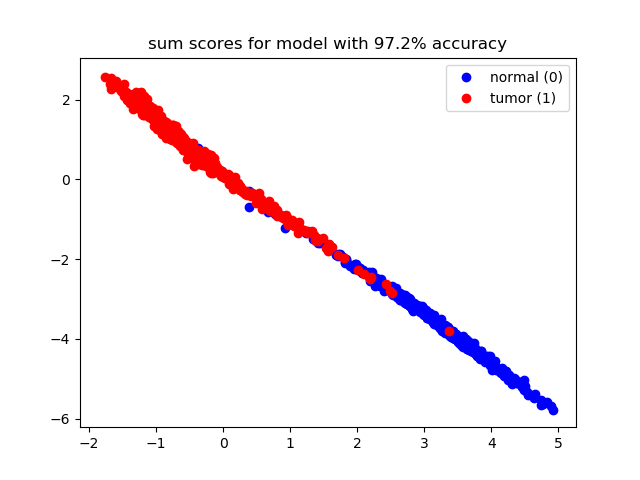 sum scores for model with 97.2% accuracy
normal (0)
tumor (1)
2
0
−2
−4
−6
−2 −1 0 1 2 3 4 5